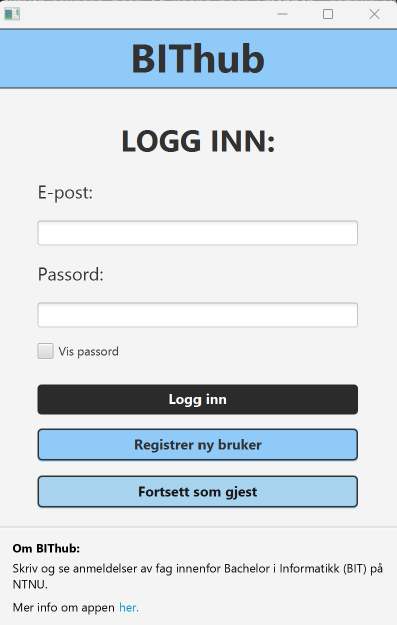 BIThub
LOGG INN:
E-post:
Passord:
Vis passord
Logg inn
Registrer ny bruker
Fortsett som gjest
Om BIThub:
Skriv og se anmeldelser av fag innenfor Bachelor i Informatikk (BIT) på
NTNU.
Mer info om appen her.